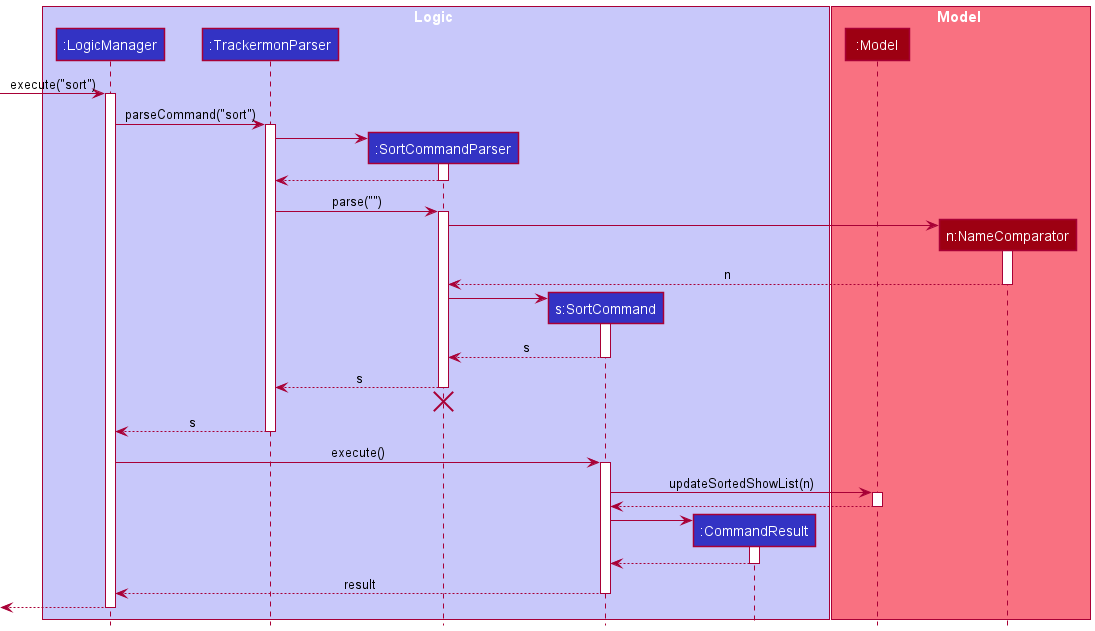 Logic
Model
:LogicManager
:TrackermonParser
:Model
execute("sort")
parseCommand("sort")
:SortCommandParser
parse("")
n:NameComparator
n
s:SortCommand
s
s
s
execute()
updateSortedShowList(n)
:CommandResult
result